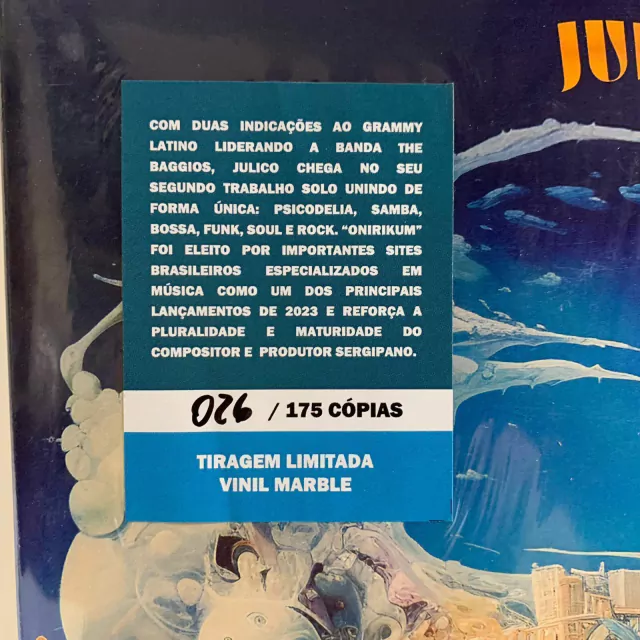 JU
COM DUAS INDICAÇÕES AO GRAMMY
LATINO LIDERANDO A BANDA THE
BAGGIOS, JULICO CHEGA NO SEU
SEGUNDO TRABALHO SOLO UNINDO DE
FORMA ÚNICA: PSICODELIA, SAMBA,
BOSSA, FUNK, SOUL E ROCK. “ONIRIKUM”
FOI ELEITO POR IMPORTANTES SITES
BRASILEIROS ESPECIALIZADOS EM
MÚSICA COMO UM DOS PRINCIPAIS
LANÇAMENTOS DE 2023 E REFORÇA A
PLURALIDADE E MATURIDADE DO
COMPOSITOR E PRODUTOR SERGIPANO.
026 / 175 CÓPIAS
TIRAGEM LIMITADA
VINIL MARBLE